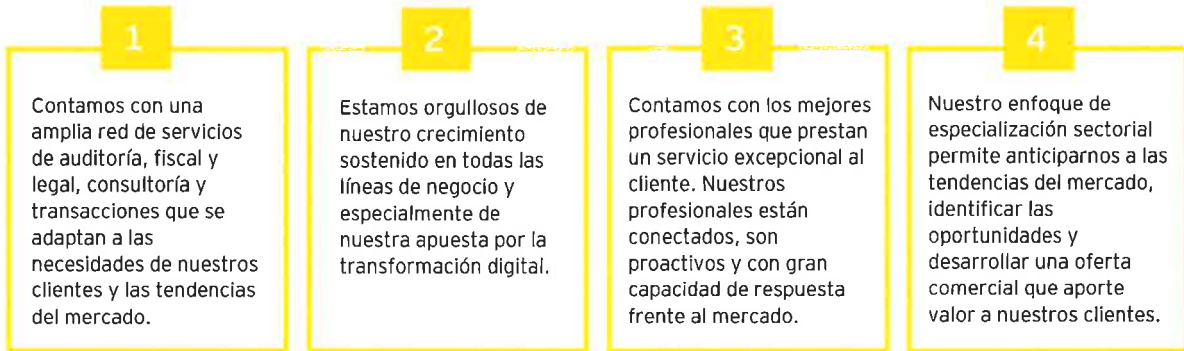 1
Contamos con una
amplia red de servicios
de auditoría, fiscal y
legal, consultoría y
transacciones que se
adaptan a las
necesidades de nuestros
clientes y las tendencias
del mercado.
2
Estamos orgullosos de
nuestro crecimiento
sostenido en todas las
líneas de negocio y
especialmente de
nuestra apuesta por la
transformación digital.
3
Contamos con los mejores
profesionales que prestan
un servicio excepcional al
cliente. Nuestros
profesionales están
conectados, son
proactivos y con gran
capacidad de respuesta
frente al mercado.
4
Nuestro enfoque de
especialización sectorial
permite anticiparnos a las
tendencias del mercado,
identificar las
oportunidades y
desarrollar una oferta
comercial que aporte
valor a nuestros clientes.